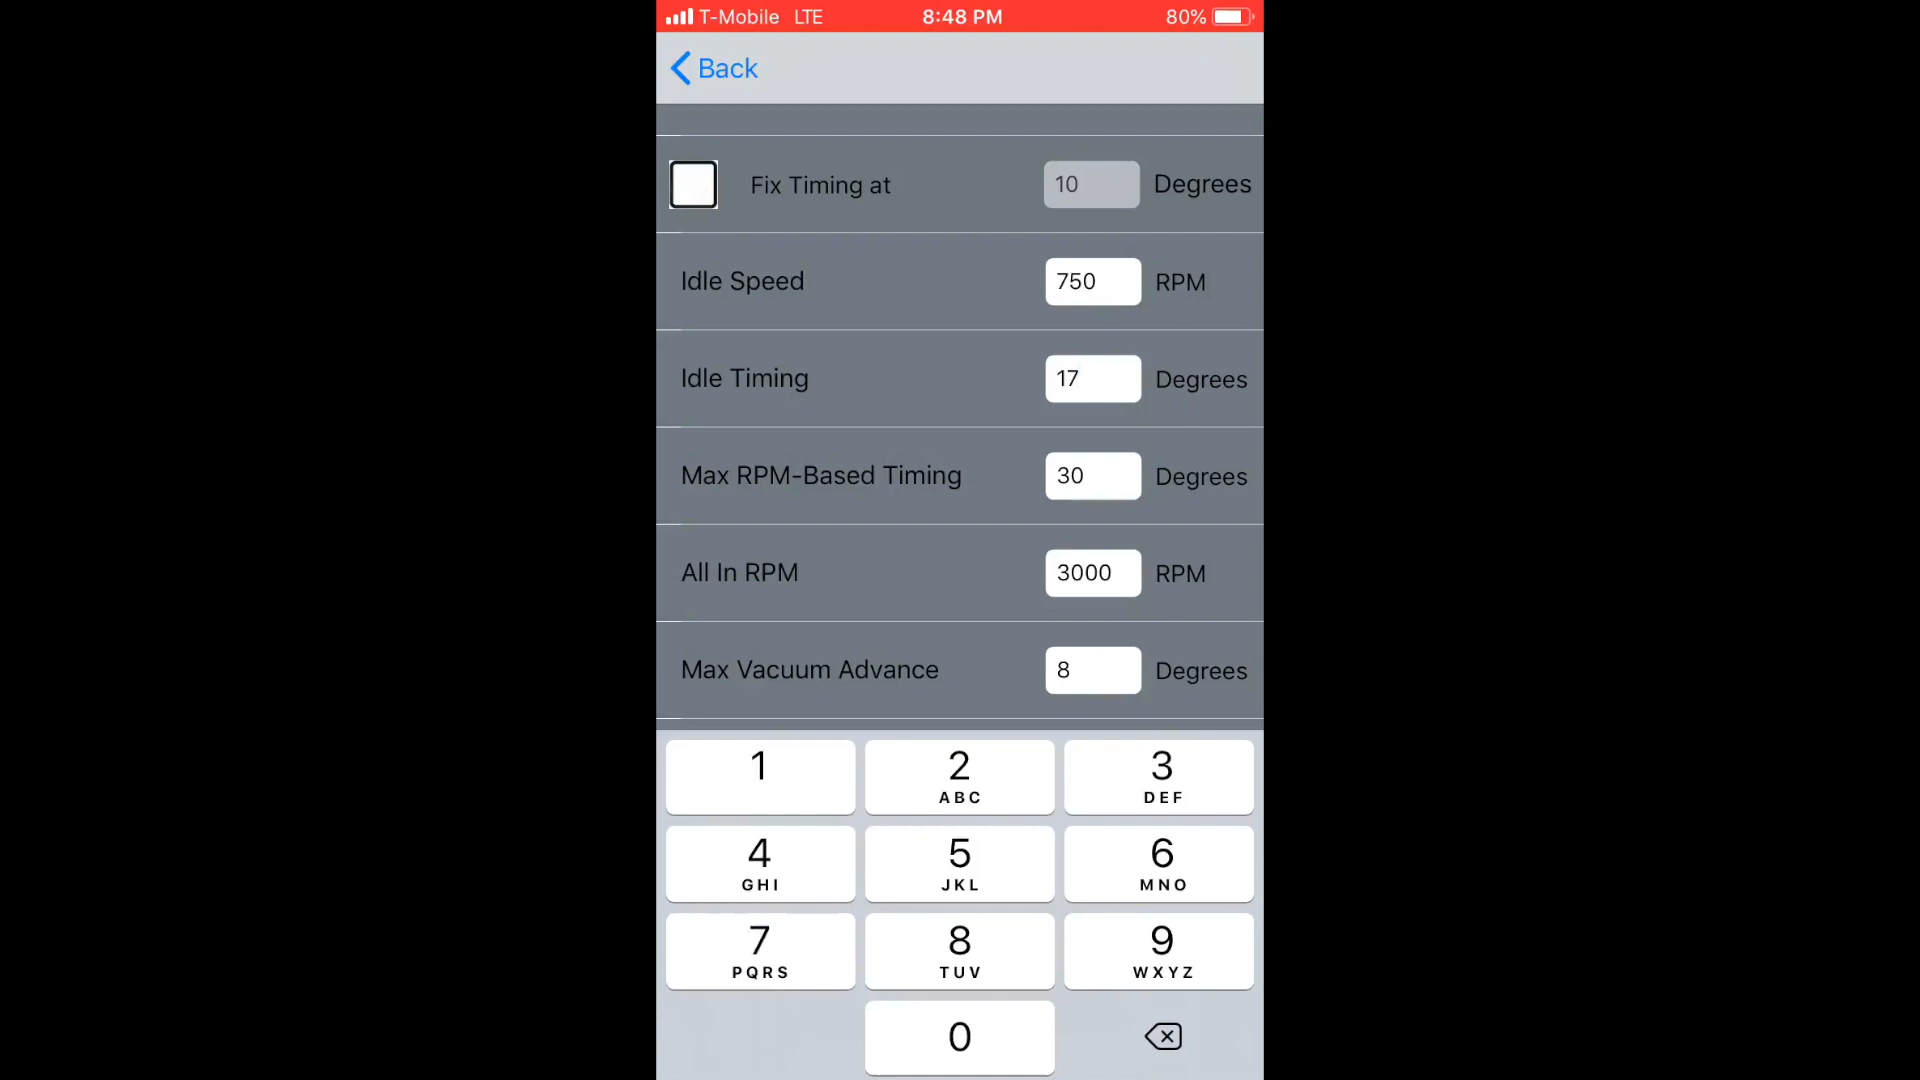 T-Mobile LTE 8:48 PM 80%
Back
Fix Timing at 10 Degrees
Idle Speed 750 RPM
Idle Timing 17 Degrees
Max RPM-Based Timing 30 Degrees
All In RPM 3000 RPM
Max Vacuum Advance 8 Degrees
1 2 3
ABC DEF
4 5 6
GHI JKL MNO
7 8 9
PQRS TUV WXYZ
0